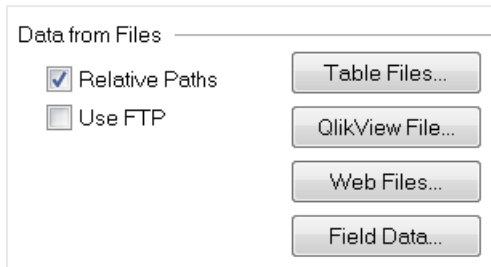 Data from Files
Relative Paths
Table Files...
Use FTP
QlikView File...
Web Files...
Field Data...